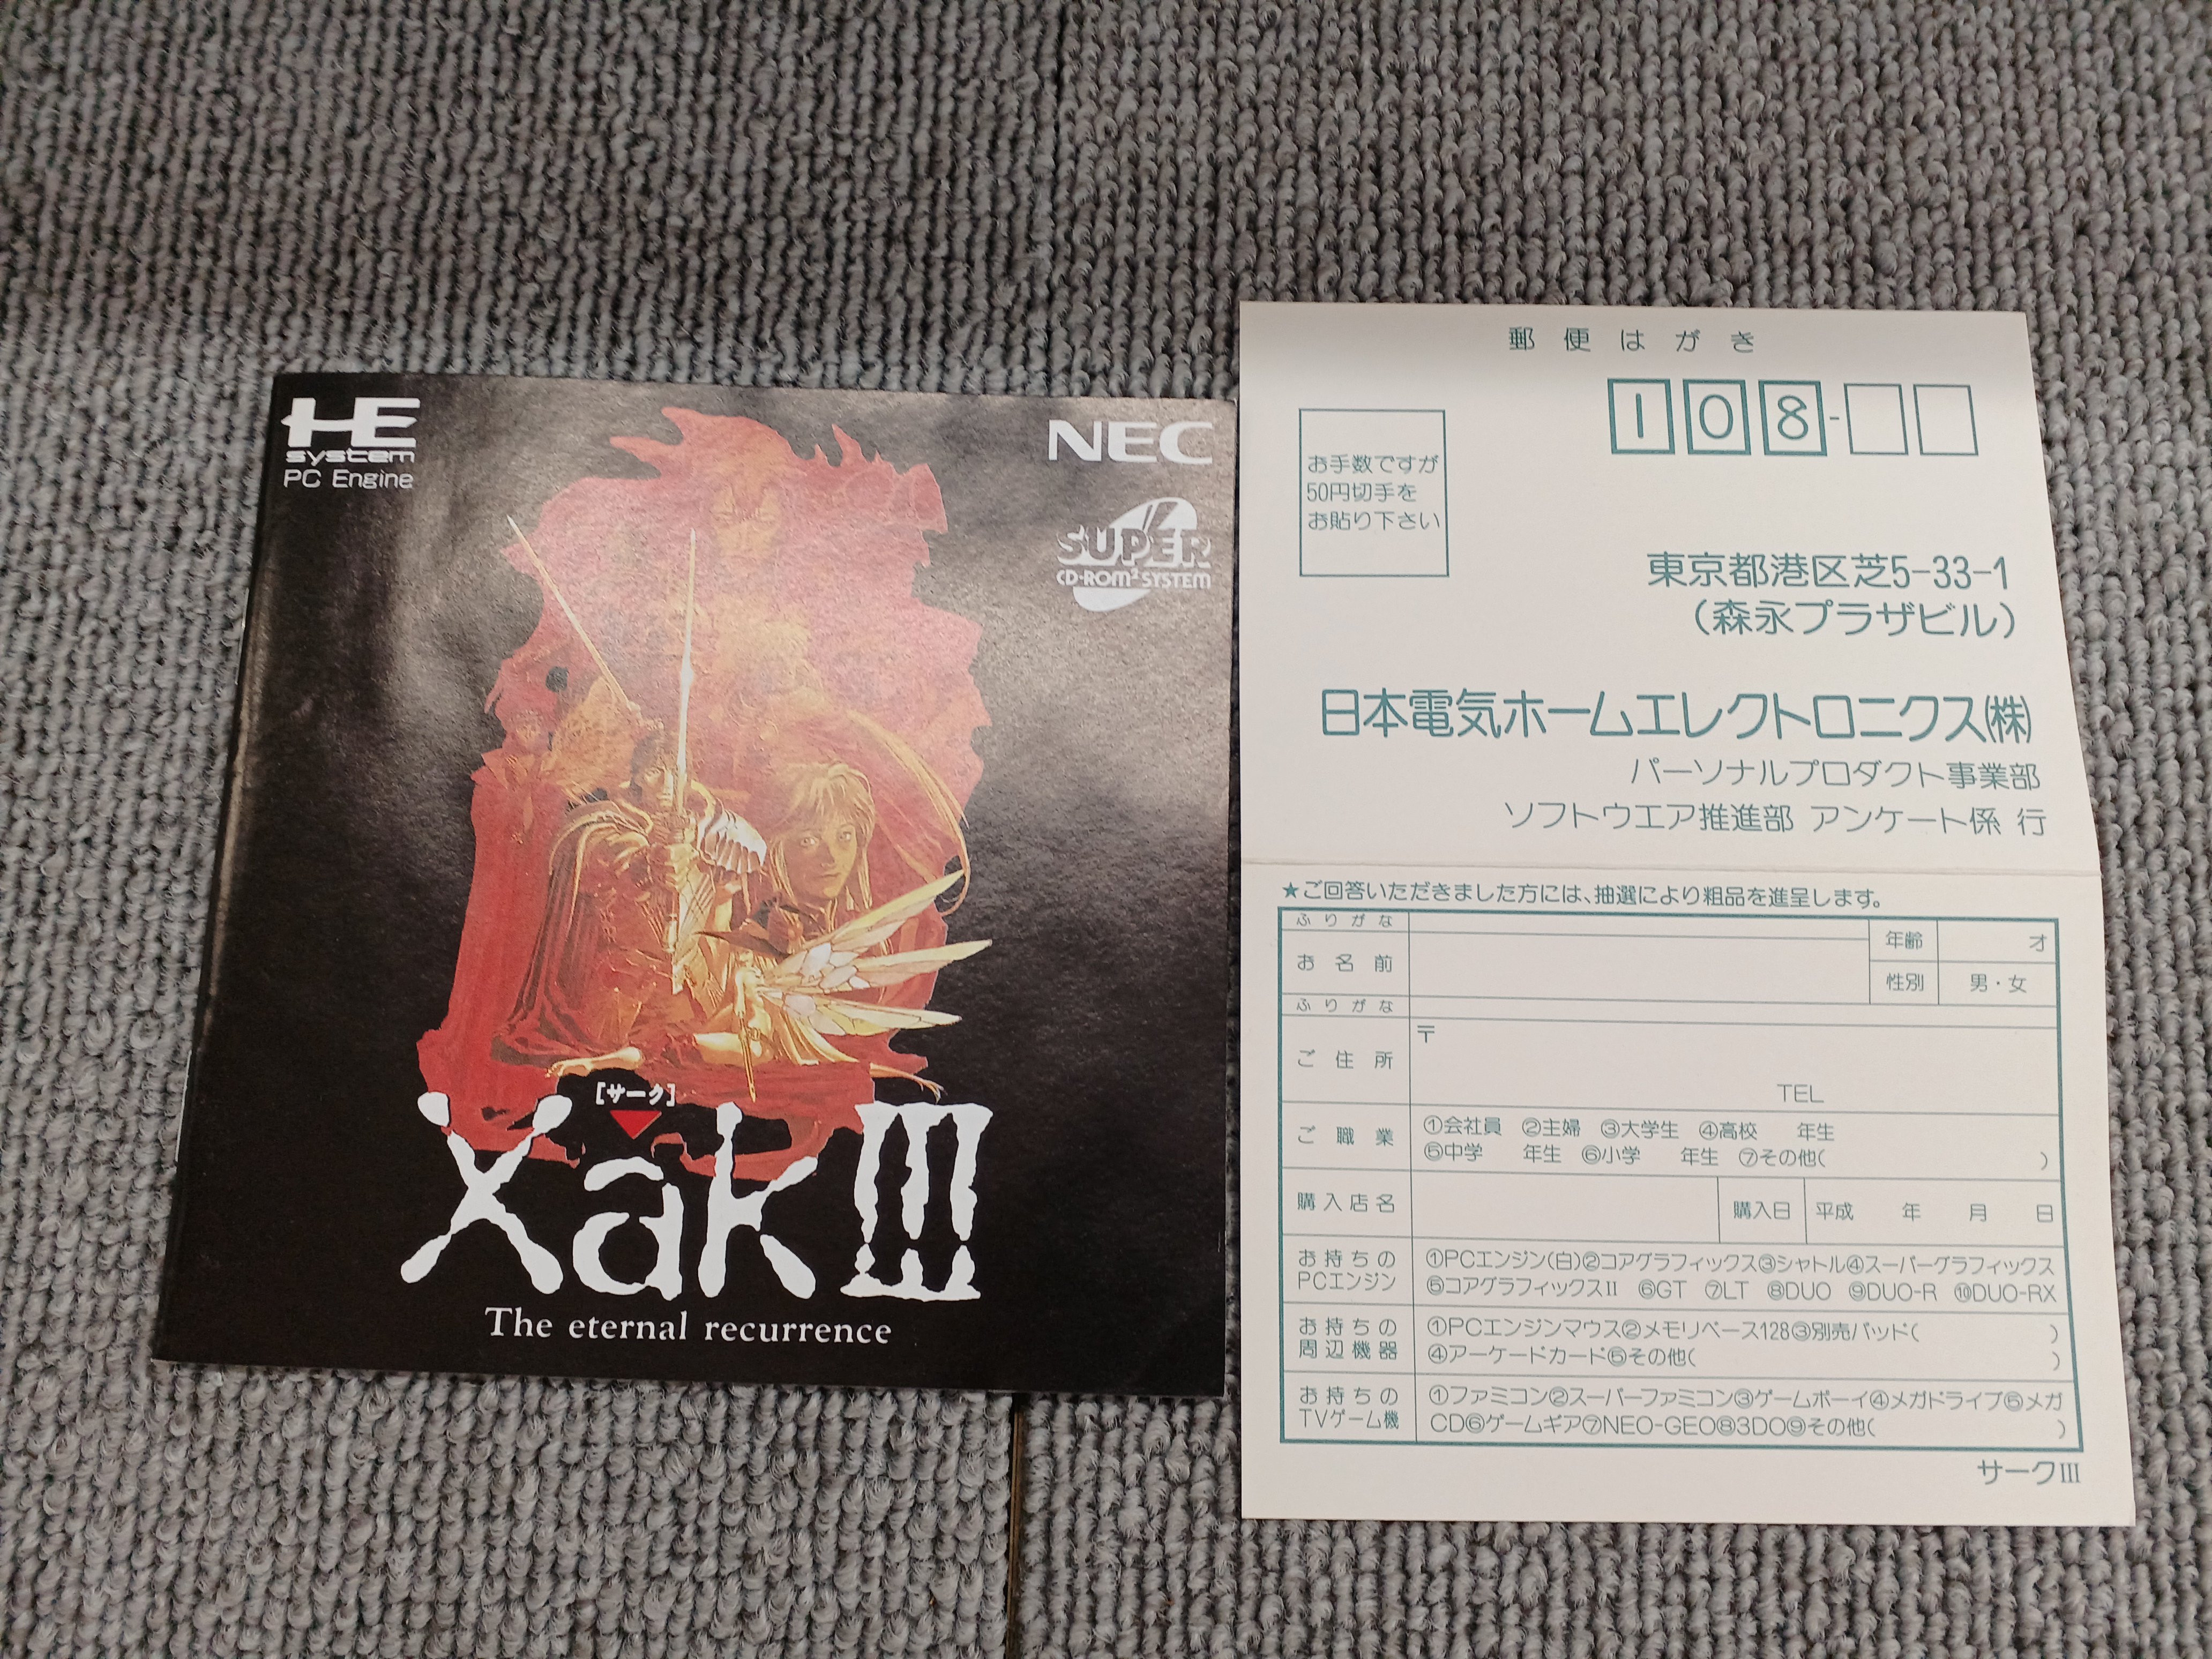 HE
system
PC Engine
NEC
SUPER
CD-ROM² SYSTEM
[サーク]
Xak III
The eternal recurrence
郵便はがき
108-
お手数ですが
50円切手を
お貼り下さい
東京都港区芝5-33-1
(森永プラザビル)
日本電気ホームエレクトロニクス㈱
パーソナルプロダクト事業部
ソフトウエア推進部 アンケート係 行
★ご回答いただきました方には、抽選により粗品を進呈します。
ふりがな
お名前
年齢 才
性別 男・女
ふりがな
ご住所 〒
TEL
ご職業 ①会社員 ②主婦 ③大学生 ④高校 年生
⑤中学 年生 ⑥小学 年生 ⑦その他( )
購入店名 購入日 平成 年 月 日
お持ちの
PCエンジン
①PCエンジン(白)②コアグラフィックス③シャトル④スーパーグラフィックス
⑤コアグラフィックスII ⑥GT ⑦LT ⑧DUO ⑨DUO-R ⑩DUO-RX
お持ちの
周辺機器
①PCエンジンマウス②メモリベース128③別売パッド( )
④アーケードカード⑤その他( )
お持ちの
TVゲーム機
①ファミコン②スーパーファミコン③ゲームボーイ④メガドライブ⑤メガ
CD⑥ゲームギア⑦NEO-GEO⑧3DO⑨その他( )
サークIII